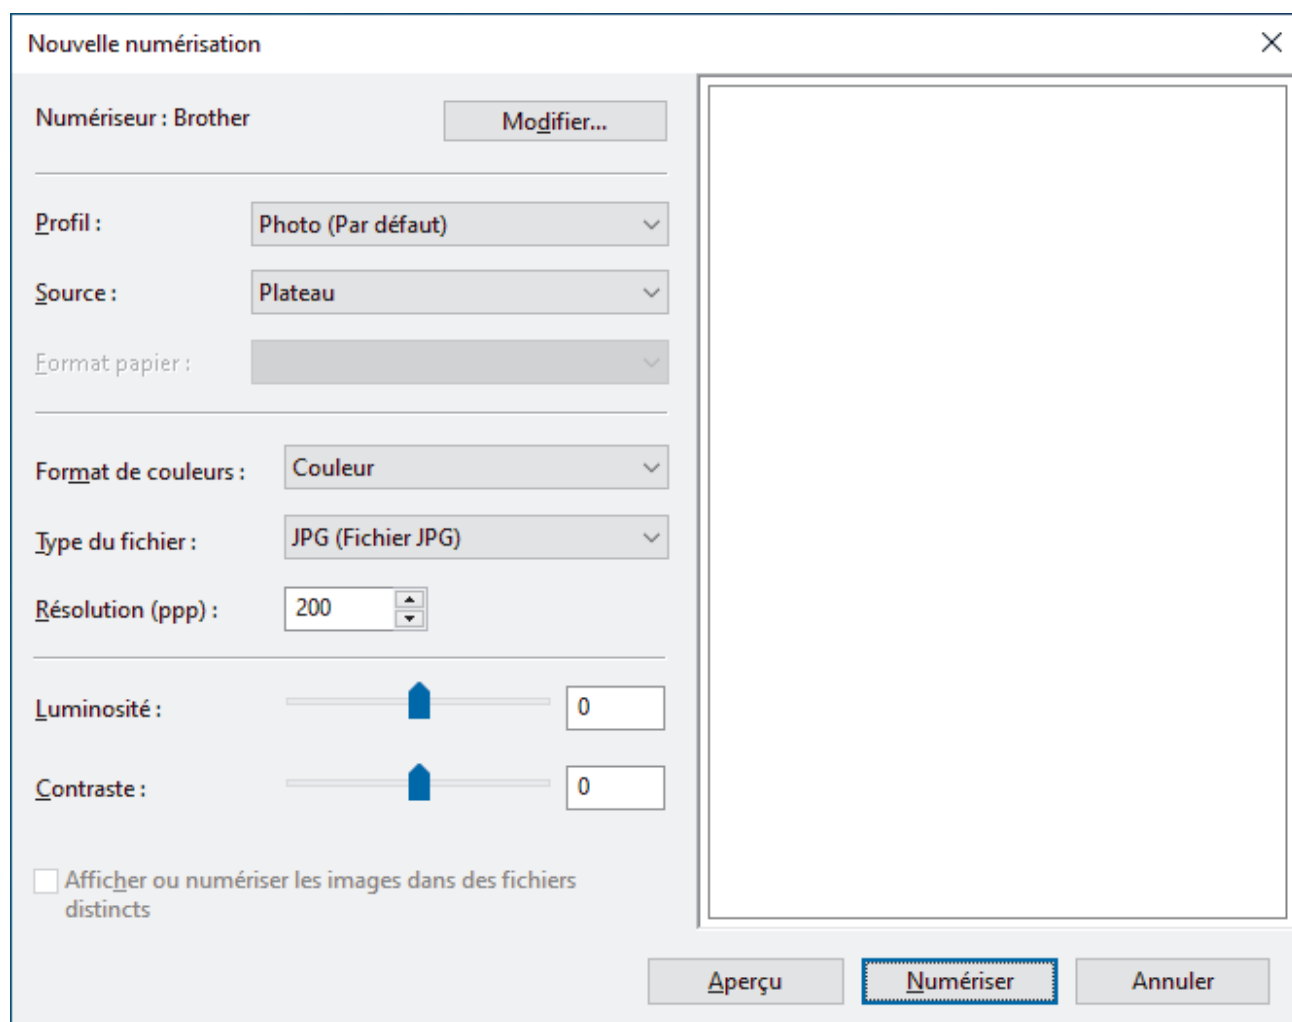 Nouvelle numérisation
Numériseur : Brother
Modifier...
Profil :
Photo (Par défaut)
Source :
Plateau
Format papier :
Format de couleurs :
Couleur
Type du fichier :
JPG (Fichier JPG)
Résolution (ppp) :
200
Luminosité :
0
Contraste :
0
Afficher ou numériser les images dans des fichiers
distincts
Aperçu
Numériser
Annuler